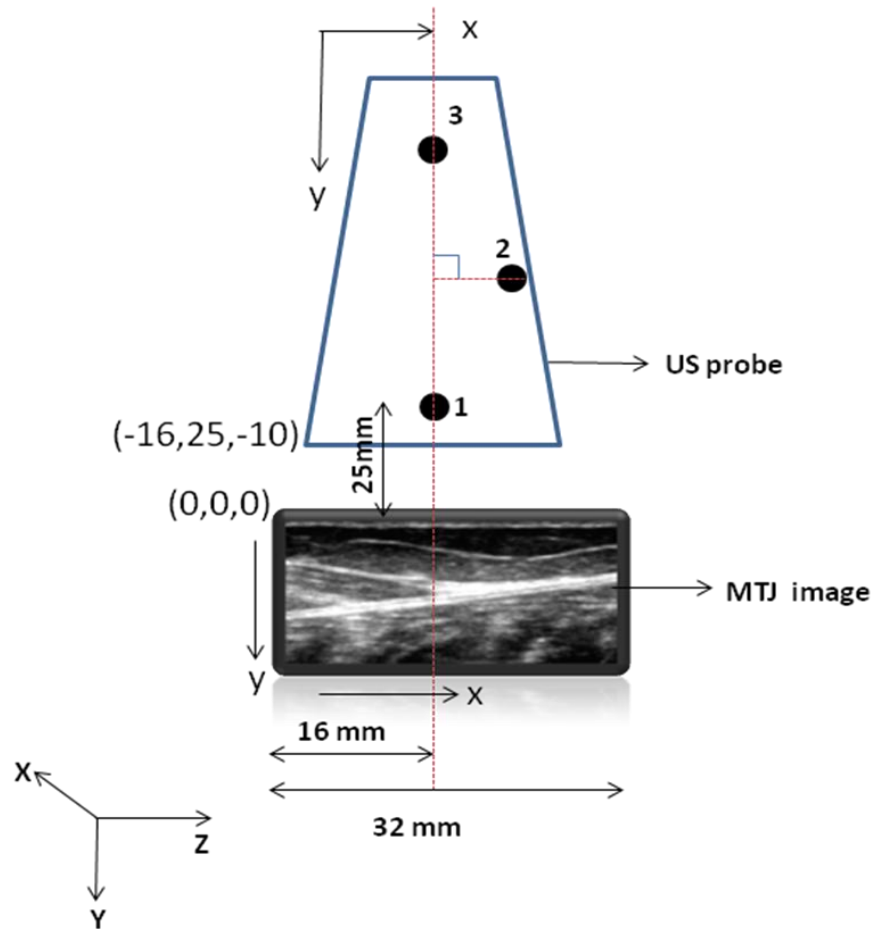 x
3
y
2
US probe
1
(-16,25,-10)
25mm
(0,0,0)
MTJ image
y
x
16 mm
X
Z
32 mm
Y